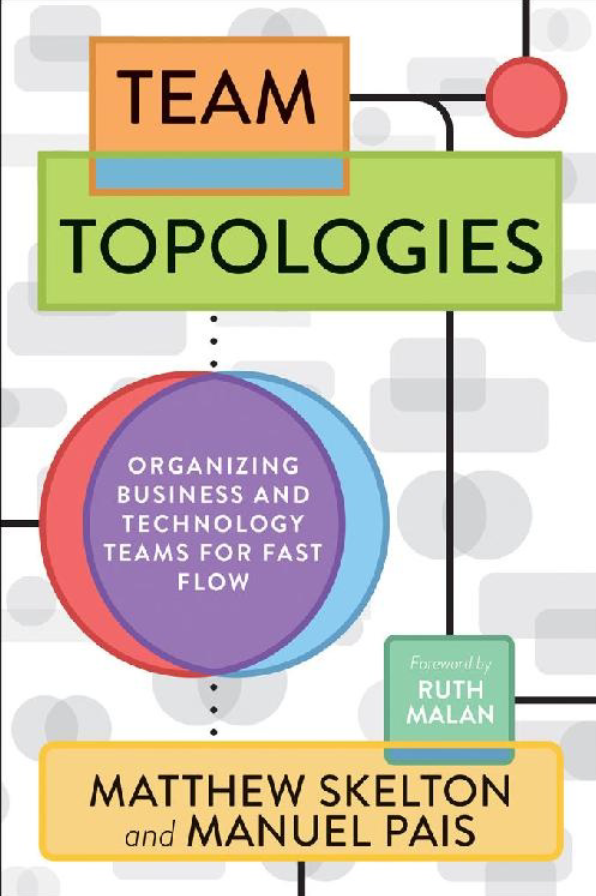 TEAM
TOPOLOGIES
ORGANIZING
BUSINESS AND
TECHNOLOGY
TEAMS FOR FAST
FLOW
Foreword by
RUTH
MALAN
MATTHEW SKELTON
and MANUEL PAIS